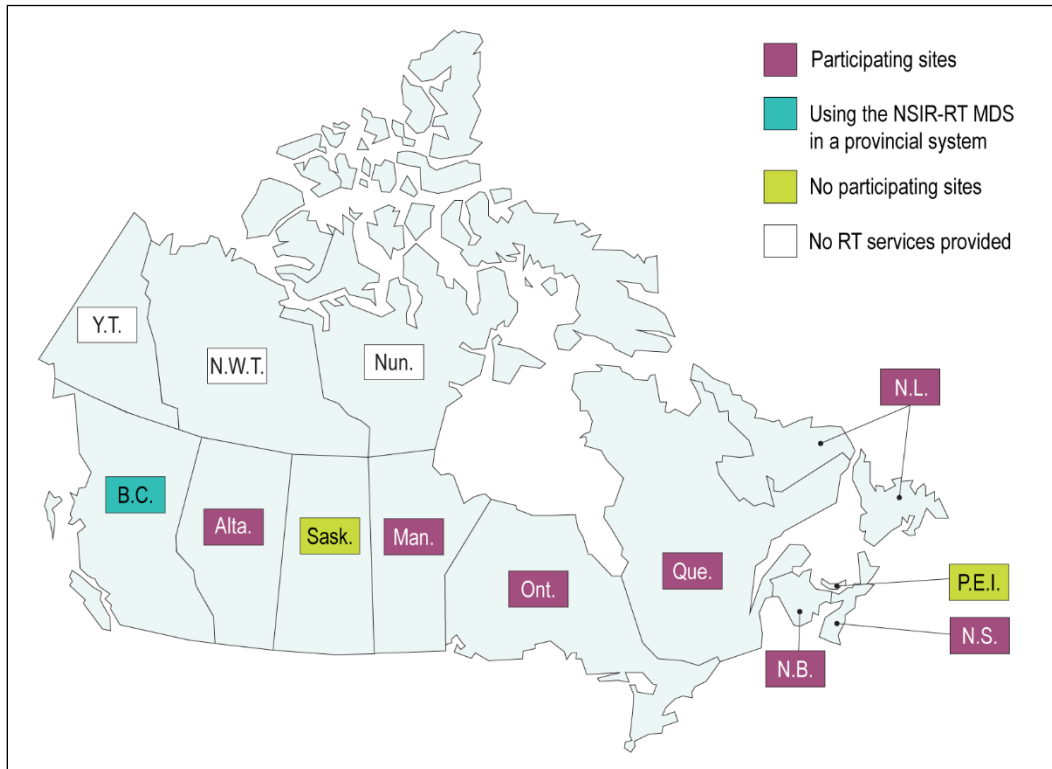 Participating sites
Using the NSIR-RT MDS
in a provincial system
No participating sites
No RT services provided
Y.T.
N.W.T.
Nun.
N.L.
B.C.
Alta.
Sask.
Man.
Ont.
Que.
P.E.I.
N.S.
N.B.